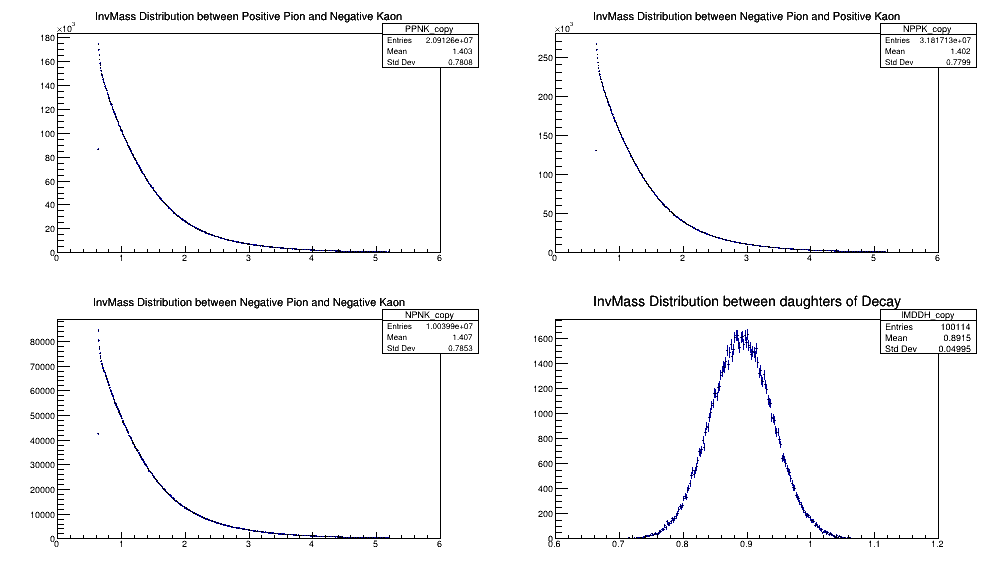 InvMass Distribution between Positive Pion and Negative Kaon
×10³
PPNK_copy
Entries 2.09126e+07
Mean 1.403
Std Dev 0.7808
180
160
140
120
100
80
60
40
20
0
0 1 2 3 4 5 6
InvMass Distribution between Negative Pion and Positive Kaon
×10³
NPPK_copy
Entries 3.181713e+07
Mean 1.402
Std Dev 0.7799
250
200
150
100
50
0
0 1 2 3 4 5 6
InvMass Distribution between Negative Pion and Negative Kaon
NPNK_copy
Entries 1.00399e+07
Mean 1.407
Std Dev 0.7853
80000
70000
60000
50000
40000
30000
20000
10000
0
0 1 2 3 4 5 6
InvMass Distribution between daughters of Decay
IMDDH_copy
Entries 100114
Mean 0.8915
Std Dev 0.04995
1600
1400
1200
1000
800
600
400
200
0
0.6 0.7 0.8 0.9 1 1.1 1.2